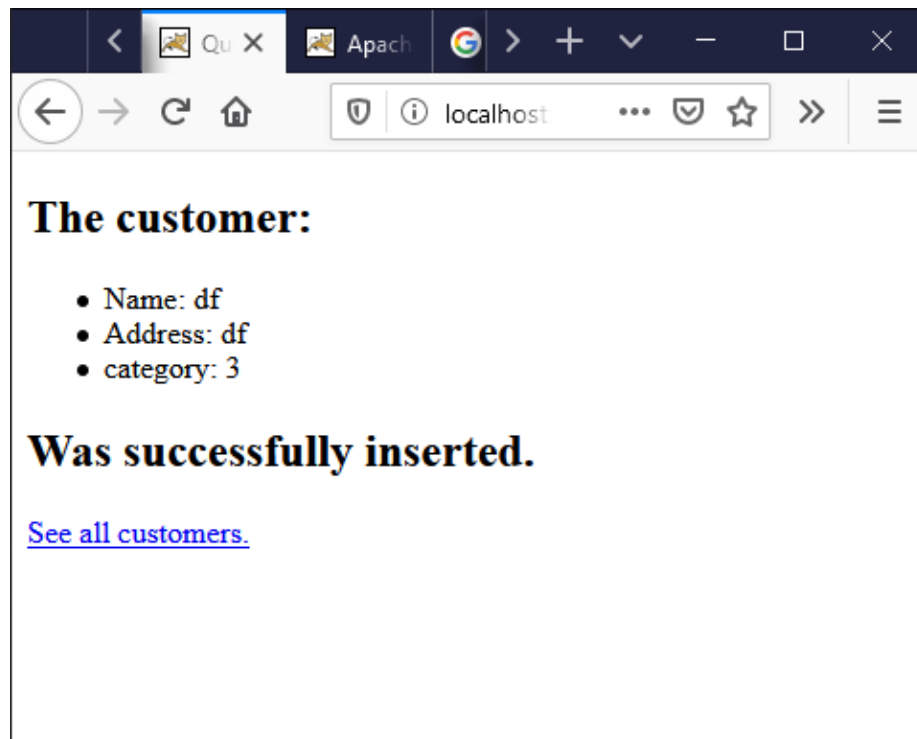 Qu
Apach
localhost
The customer:
Name: df
Address: df
category: 3
Was successfully inserted.
See all customers.